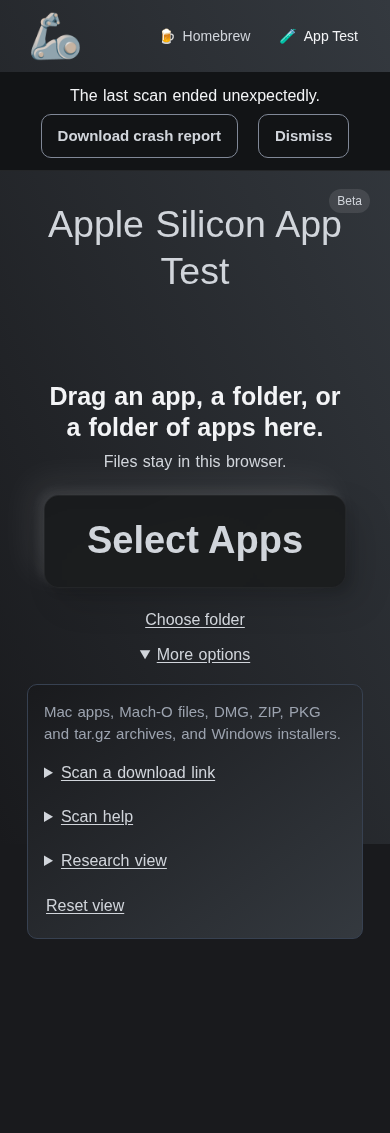 Homebrew
App Test
The last scan ended unexpectedly.
Download crash report
Dismiss
Beta
Apple Silicon App
Test
Drag an app, a folder, or
a folder of apps here.
Files stay in this browser.
Select Apps
Choose folder
More options
Mac apps, Mach-O files, DMG, ZIP, PKG
and tar.gz archives, and Windows installers.
Scan a download link
Scan help
Research view
Reset view